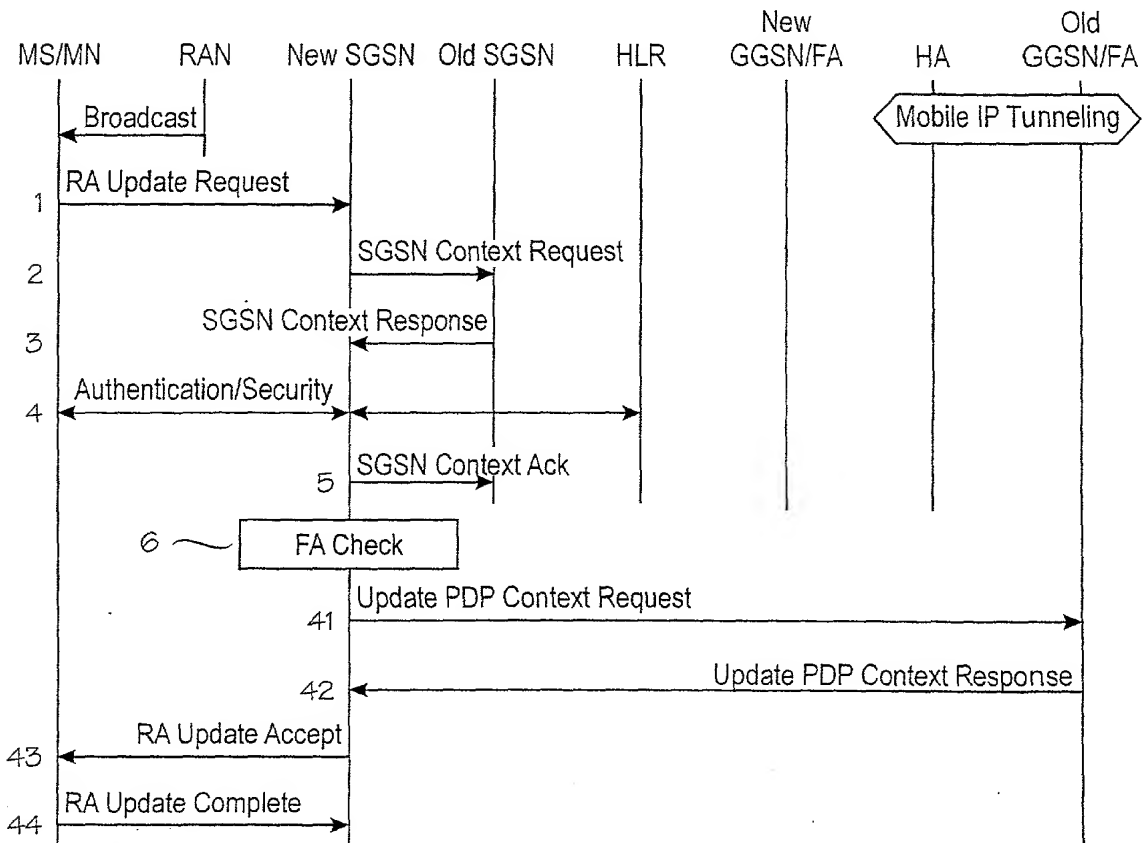 New Old
MS/MN RAN New SGSN Old SGSN HLR GGSN/FA HA GGSN/FA
Broadcast Mobile IP Tunneling
RA Update Request
1
SGSN Context Request
2
SGSN Context Response
3
Authentication/Security
4
SGSN Context Ack
5
6 FA Check
Update PDP Context Request
41
Update PDP Context Response
42
RA Update Accept
43
RA Update Complete
44